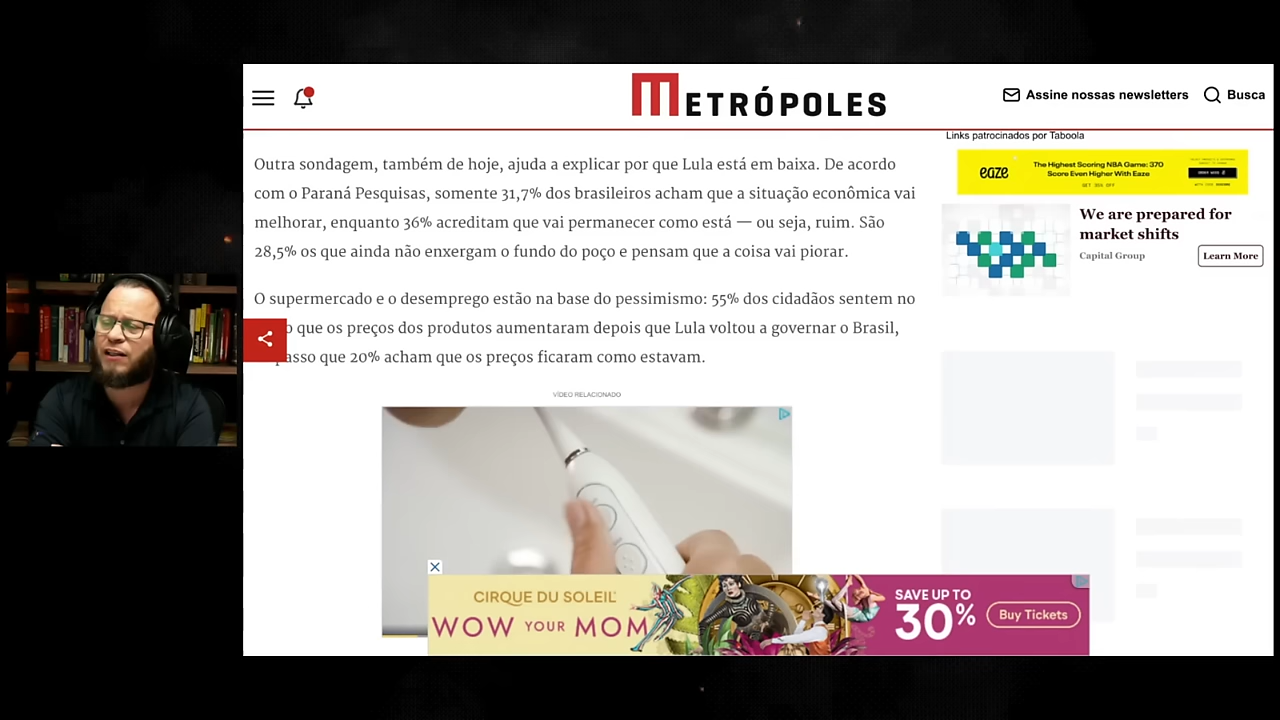 METRÓPOLES
Assine nossas newsletters
Busca
Outra sondagem, também de hoje, ajuda a explicar por que Lula está em baixa. De acordo
com o Paraná Pesquisas, somente 31,7% dos brasileiros acham que a situação econômica vai
melhorar, enquanto 36% acreditam que vai permanecer como está — ou seja, ruim. São
28,5% os que ainda não enxergam o fundo do poço e pensam que a coisa vai piorar.
O supermercado e o desemprego estão na base do pessimismo: 55% dos cidadãos sentem no
o que os preços dos produtos aumentaram depois que Lula voltou a governar o Brasil,
passo que 20% acham que os preços ficaram como estavam.
VÍDEO RELACIONADO
CIRQUE DU SOLEIL
WOW YOUR MOM
SAVE UP TO
30%
Buy Tickets
Links patrocinados por Taboola
eaze
The Highest Scoring NBA Game: 370
Score Even Higher With Eaze
GET 30% OFF
We are prepared for
market shifts
Capital Group
Learn More